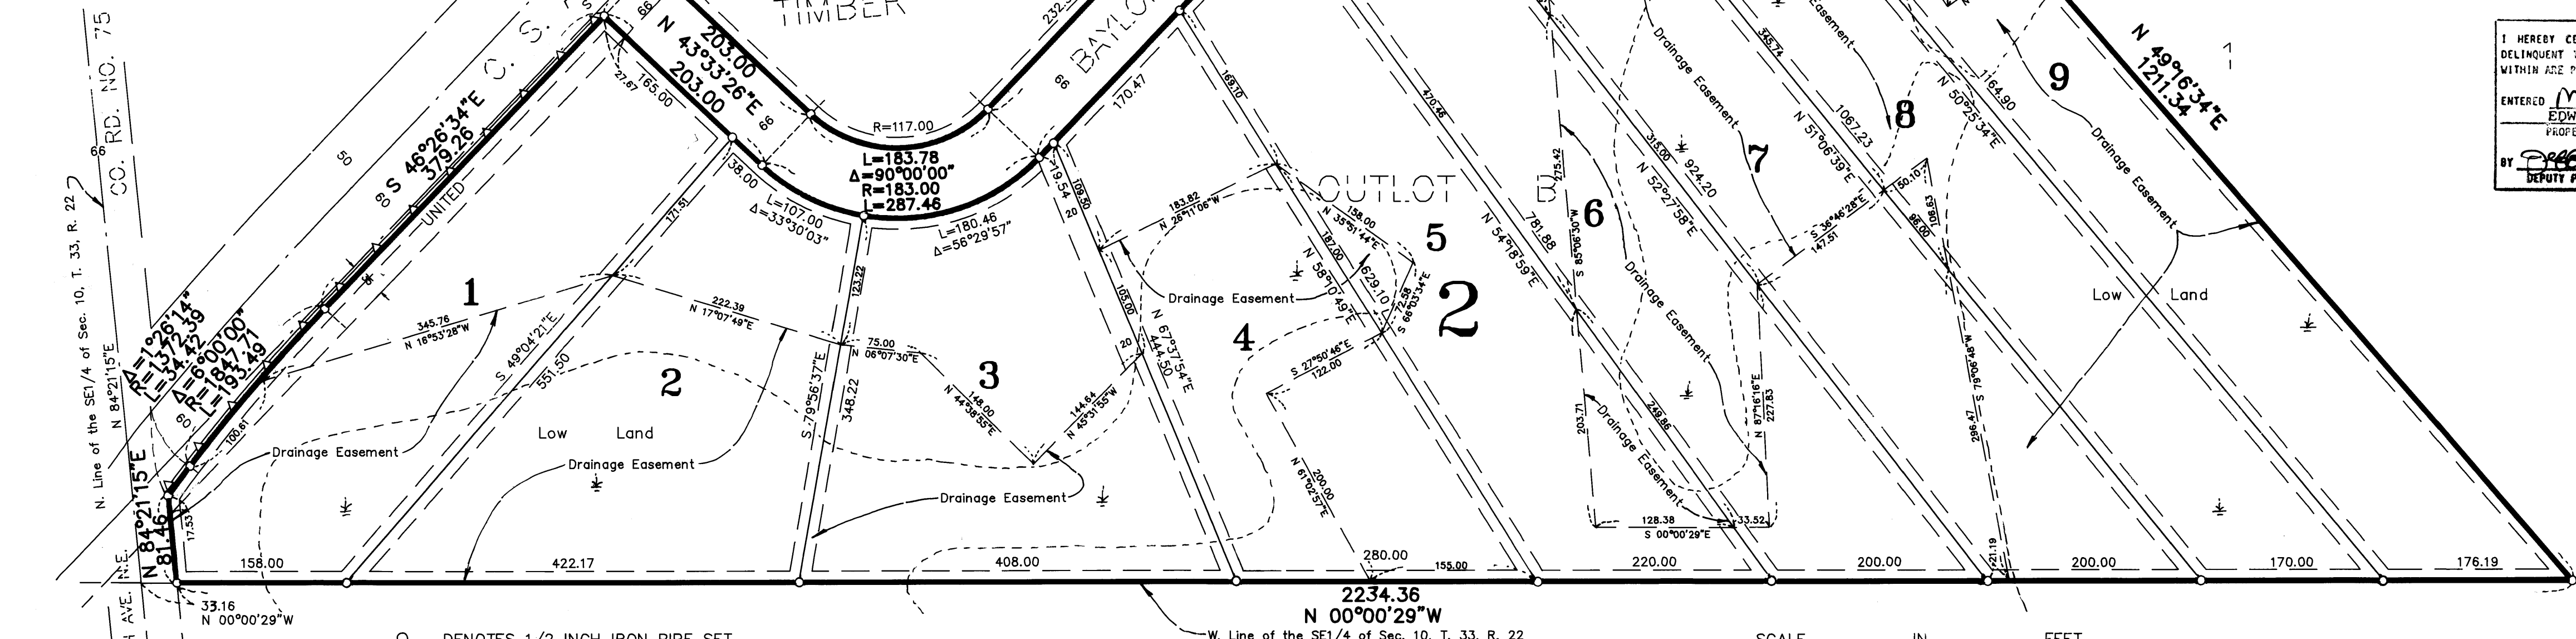 TIMBER
BAYLO
OUTLOT B
CO. RD. NO. 75
66
N. Line of the SE1/4 of Sec. 10, T. 33, R. 22
N 84°21'15"E
50
60
S 46°26'34"E
379.26
60
UNITED
C. S.
66
203.00
N 43°33'26"E
203.00
27.67
165.00
66
38.00
R=117.00
L=183.78
Δ=90°00'00"
R=183.00
L=287.46
L=107.00
Δ=33°30'03"
L=180.46
Δ=56°29'57"
19.54
66
170.47
232.
Δ=1°26'14"
R=1372.39
L=34.42
Δ=6°00'00"
R=1847.71
L=193.49
60
100.61
N 84°21'15"E
81.46
17.53
1
345.76
N 16°53'28"W
Drainage Easement
158.00
33.16
N 00°00'29"W
S 49°04'21"E
551.50
171.51
2
222.39
N 17°07'49"E
Low Land
Drainage Easement
422.17
S 79°56'37"E
348.22
123.22
75.00
N 06°07'30"E
3
148.00
N 44°38'55"E
144.64
N 45°31'55"W
Drainage Easement
408.00
109.50
20
105.00
20
N 67°37'54"E
444.50
4
183.82
N 26°11'06"W
Drainage Easement
169.10
187.00
N 58°10'49"E
629.10
158.00
N 35°51'44"E
72.58
S 66°03'34"E
S 27°50'46"E
122.00
200.00
N 61°02'57"E
280.00
155.00
5
2
470.46
N 54°18'59"E
781.88
249.86
6
275.42
S 85°06'30"W
203.71
Drainage Easement
Drainage Easement
128.38
S 00°00'29"E
33.52
220.00
Drainage Easement
315.00
N 52°27'58"E
924.20
7
N 87°16'16"E
227.83
S 36°46'28"E
147.51
50.10
200.00
345.74
Easement
1067.23
N 51°06'39"E
96.00
8
106.63
296.47
S 79°06'48"W
21.19
200.00
1164.90
N 50°25'34"E
9
Drainage Easement
Low Land
170.00
N 49°16'34"E
1211.34
1
176.19
2234.36
N 00°00'29"W
W. Line of the SE1/4 of Sec. 10, T. 33, R. 22
H AVE. N.E.
O DENOTES 1/2 INCH IRON PIPE SET
SCALE IN FEET
I HEREBY CE
DELINQUENT
WITHIN ARE P
ENTERED
EDW
PROPE
BY
DEPUTY P